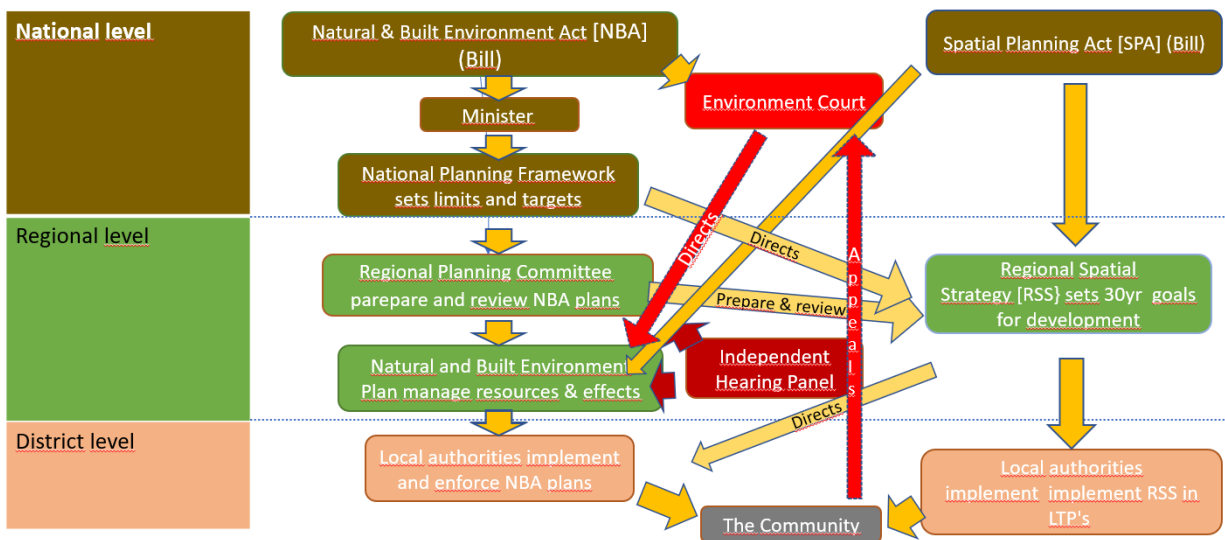 National level
Natural & Built Environment Act [NBA]
(Bill)
Spatial Planning Act [SPA] (Bill)
Environment Court
Minister
National Planning Framework
sets limits and targets
Directs
Directs
Appeals
Regional level
Regional Planning Committee
parepare and review NBA plans
Prepare & review
Regional Spatial
Strategy [RSS} sets 30yr goals
for development
Natural and Built Environmen
Plan manage resources & effects
Independent
Hearing Panel
Directs
District level
Local authorities implement
and enforce NBA plans
Local authorities
implement implement RSS in
LTP's
The Community